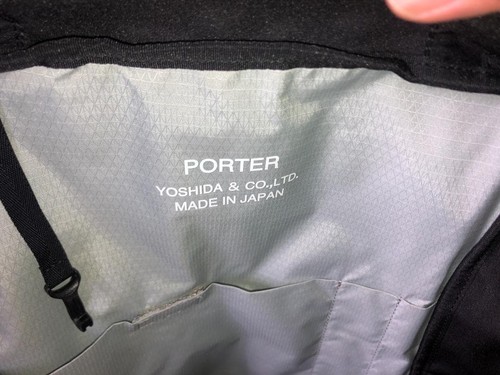 PORTER
YOSHIDA & CO.,LTD.
MADE IN JAPAN